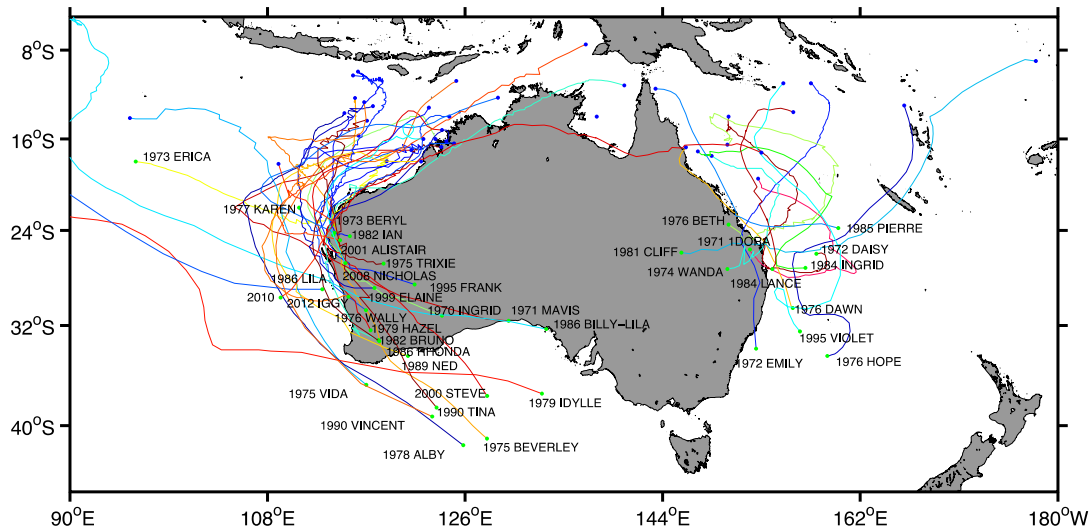 8°S
16°S
24°S
32°S
40°S
1973 ERICA
1977 KAREN
1973 BERYL
1982 IAN
2001 ALISTAIR
1975 TRIXIE
2008 NICHOLAS
1986 LILA
1995 FRANK
2010
2012 IGGY
1999 ELAINE
1970 INGRID
1971 MAVIS
1976 WALLY
1986 BILLY-LILA
1979 HAZEL
1982 BRUNO
1986 RHONDA
1989 NED
1975 VIDA
2000 STEVE
1979 IDYLLE
1990 TINA
1990 VINCENT
1978 ALBY
1975 BEVERLEY
1976 BETH
1985 PIERRE
1971 1DORA
1972 DAISY
1981 CLIFF
1984 INGRID
1974 WANDA
1984 LANCE
1976 DAWN
1995 VIOLET
1972 EMILY
1976 HOPE
90°E
108°E
126°E
144°E
162°E
180°W